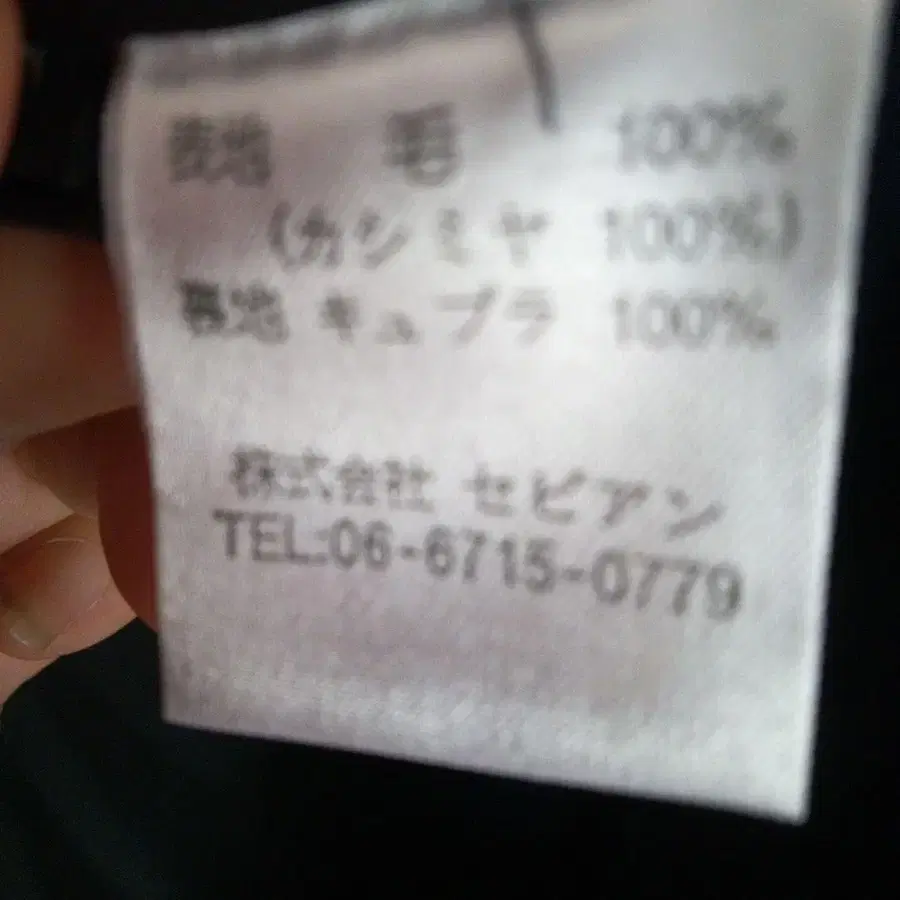 表地 毛 100%
(カシミヤ 100%)
裏地 キュプラ 100%
株式会社 セビアン
TEL:06-6715-0779